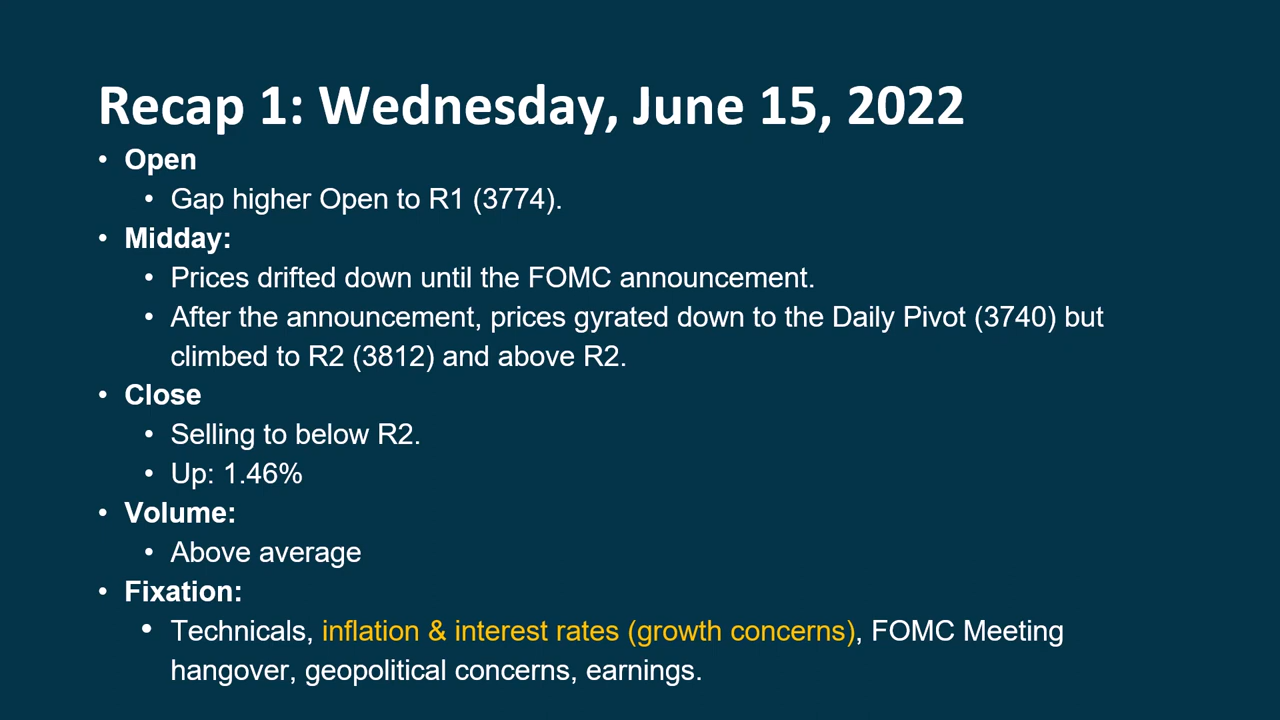 Recap 1: Wednesday, June 15, 2022
• Open
• Gap higher Open to R1 (3774).
• Midday:
• Prices drifted down until the FOMC announcement.
• After the announcement, prices gyrated down to the Daily Pivot (3740) but
climbed to R2 (3812) and above R2.
• Close
• Selling to below R2.
• Up: 1.46%
• Volume:
• Above average
• Fixation:
• Technicals, inflation & interest rates (growth concerns), FOMC Meeting
hangover, geopolitical concerns, earnings.